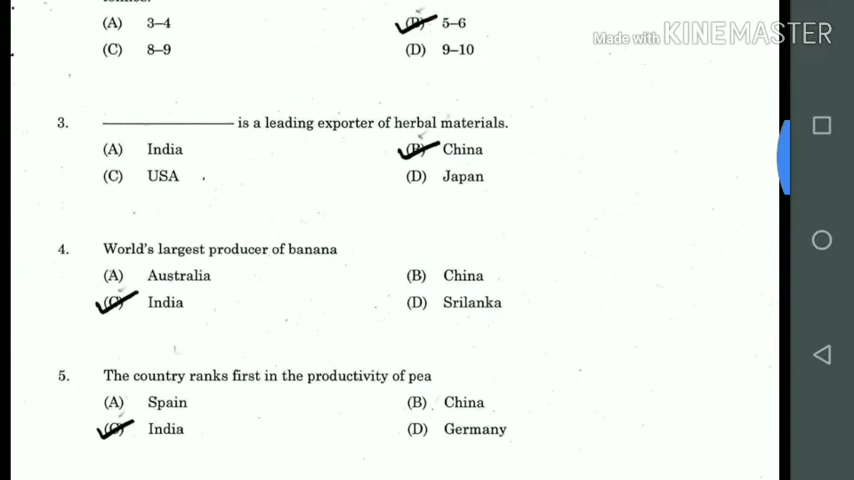 (A) 3–4 (B) 5–6
(C) 8–9 (D) 9–10
Made with KINEMASTER
3. ____________ is a leading exporter of herbal materials.
(A) India (B) China
(C) USA (D) Japan
4. World's largest producer of banana
(A) Australia (B) China
(C) India (D) Srilanka
5. The country ranks first in the productivity of pea
(A) Spain (B) China
(C) India (D) Germany